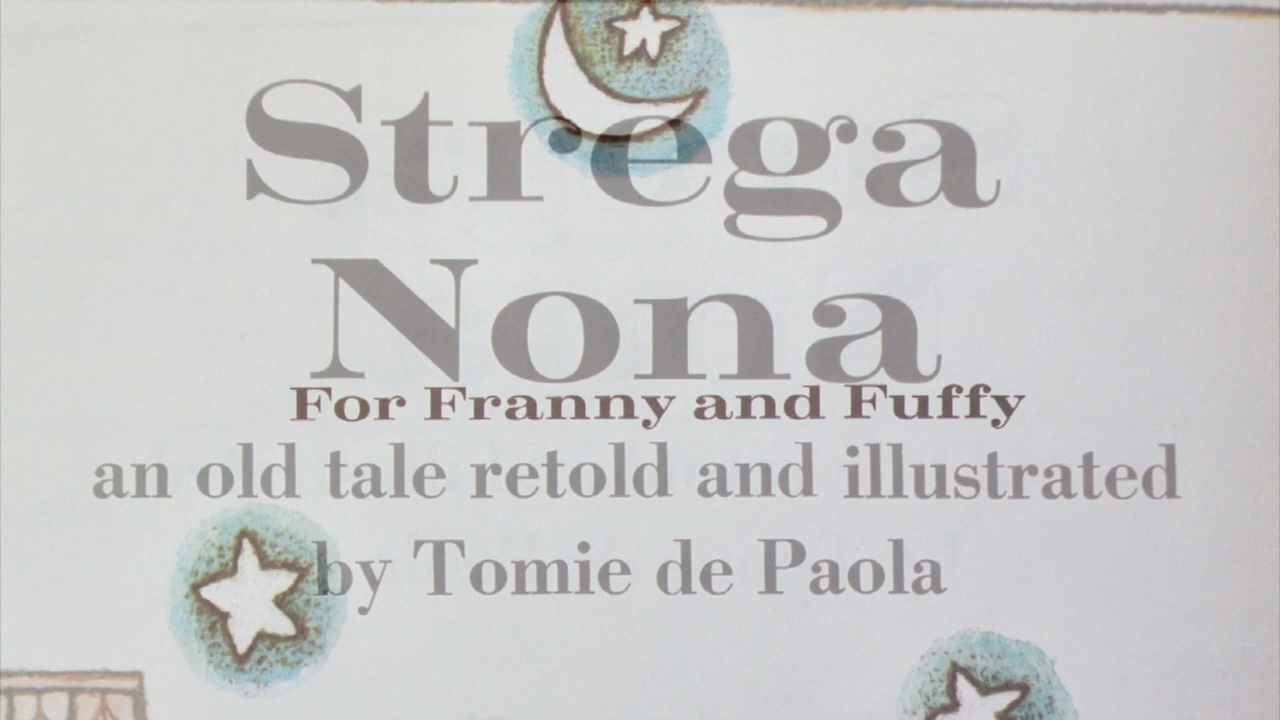 Strega
Nona
For Franny and Fuffy
an old tale retold and illustrated
by Tomie de Paola